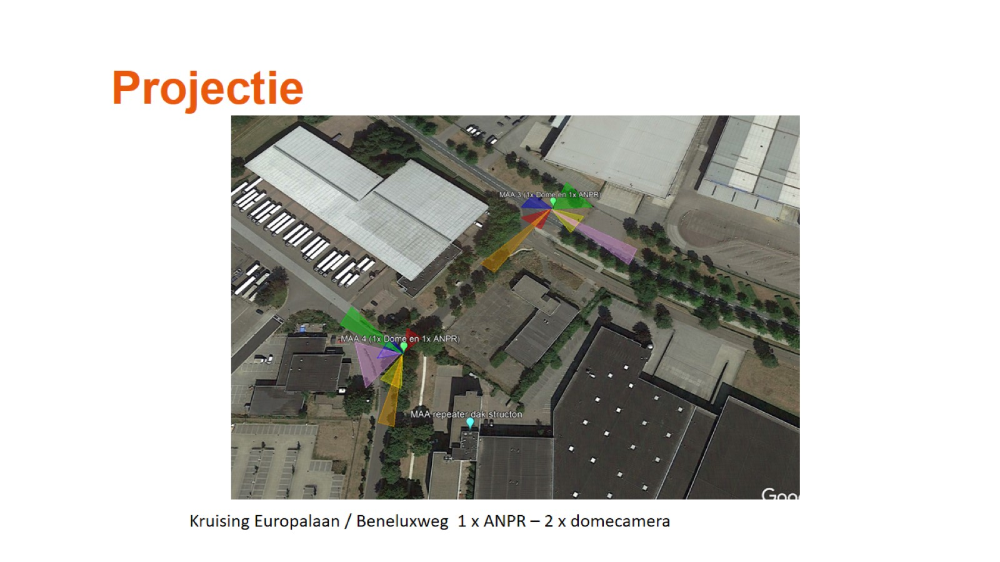 Projectie
MAA 3 (1x Dome en 1x ANPR)
MAA 4 (1x Dome en 1x ANPR)
MAA repeater dak structon
Kruising Europalaan / Beneluxweg 1 x ANPR – 2 x domecamera